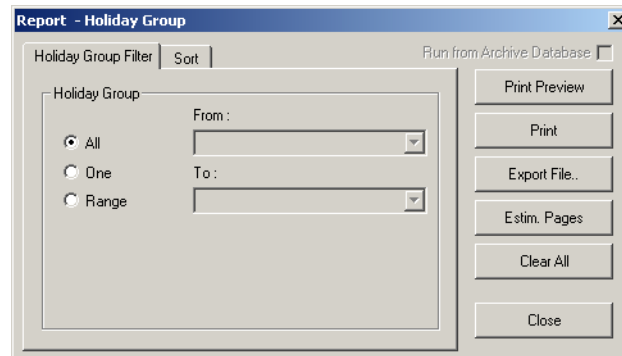 Report - Holiday Group
Holiday Group Filter
Sort
Run from Archive Database
Holiday Group
From :
All
One
To :
Range
Print Preview
Print
Export File..
Estim. Pages
Clear All
Close